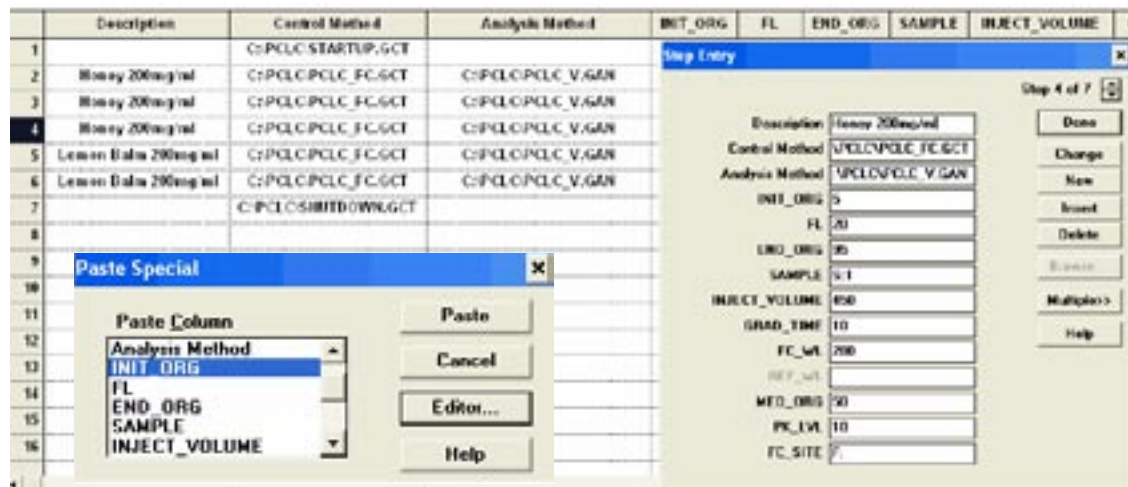 Description Control Method Analysis Method INIT_ORG FL END_ORG SAMPLE INJECT_VOLUME
1 C:\PCLC\STARTUP.GCT
2 Honey 200mg/ml C:\PCLC\PCLC_FC.GCT C:\PCLC\PCLC_V.GAN
3 Honey 200mg/ml C:\PCLC\PCLC_FC.GCT C:\PCLC\PCLC_V.GAN
4 Honey 200mg/ml C:\PCLC\PCLC_FC.GCT C:\PCLC\PCLC_V.GAN
5 Lemon Balm 200mg/ml C:\PCLC\PCLC_FC.GCT C:\PCLC\PCLC_V.GAN
6 Lemon Balm 200mg/ml C:\PCLC\PCLC_FC.GCT C:\PCLC\PCLC_V.GAN
7 C:\PCLC\SHUTDOWN.GCT
8
9
10
11
12
13
14
15
16
Paste Special
Paste Column
Analysis Method
INIT_ORG
FL
END_ORG
SAMPLE
INJECT_VOLUME
Paste
Cancel
Editor...
Help
Step Entry
Step 4 of 7
Description Honey 200mg/ml
Control Method \PCLC\PCLC_FC.GCT
Analysis Method \PCLC\PCLC_V.GAN
INIT_ORG 5
FL 20
END_ORG 95
SAMPLE
INJECT_VOLUME 850
GRAD_TIME 10
FC_WL 280
REF_WL
MFD_ORG 50
PK_LVL 10
FC_SITE
Done
Change
New
Insert
Delete
Multiple>>
Help